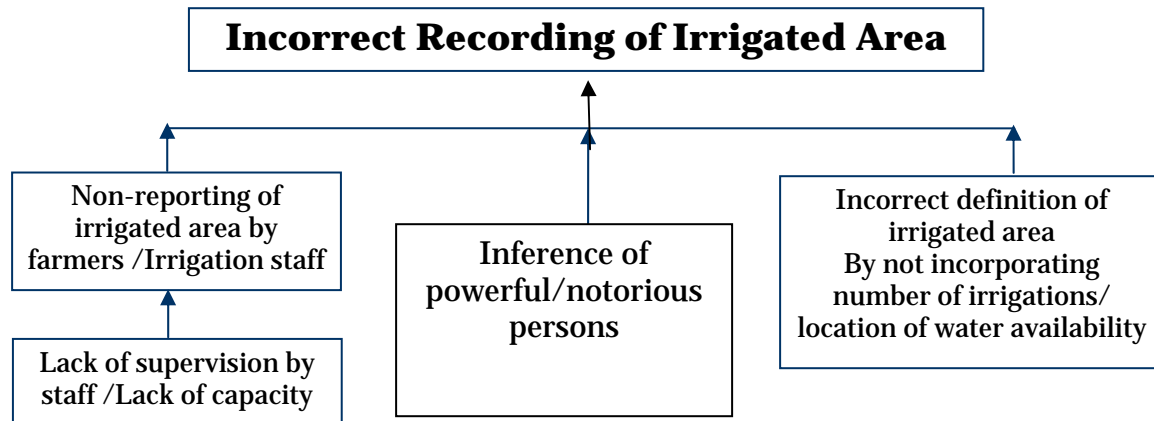 Incorrect Recording of Irrigated Area
Non-reporting of
irrigated area by
farmers /Irrigation staff
Lack of supervision by
staff /Lack of capacity
Inference of
powerful/notorious
persons
Incorrect definition of
irrigated area
By not incorporating
number of irrigations/
location of water availability